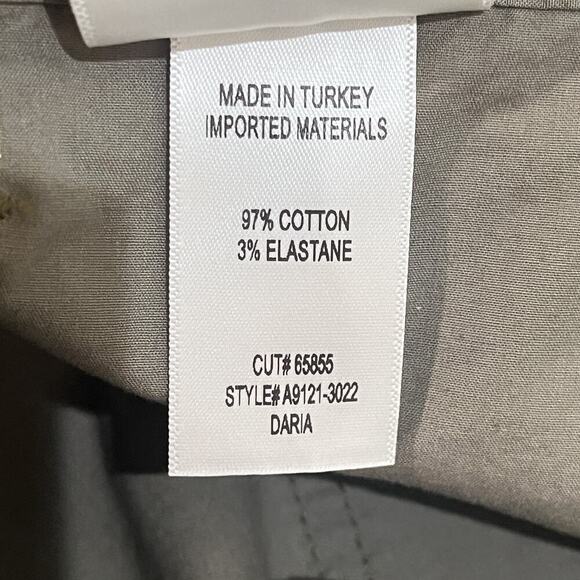 MADE IN TURKEY
IMPORTED MATERIALS
97% COTTON
3% ELASTANE
CUT# 65855
STYLE# A9121-3022
DARIA